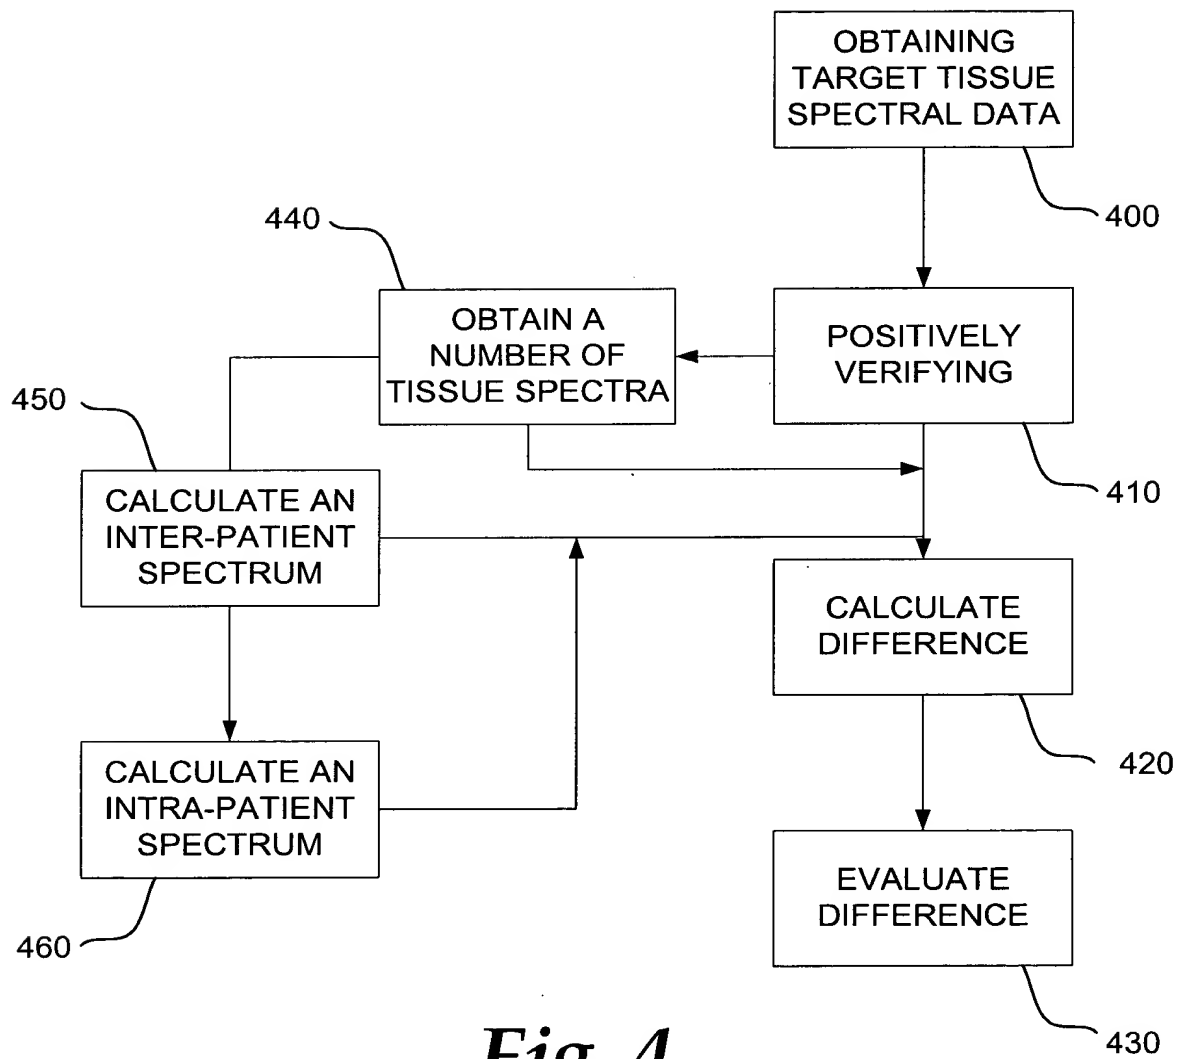 OBTAINING
TARGET TISSUE
SPECTRAL DATA
400
440
OBTAIN A
NUMBER OF
TISSUE SPECTRA
POSITIVELY
VERIFYING
410
450
CALCULATE AN
INTER-PATIENT
SPECTRUM
CALCULATE
DIFFERENCE
420
CALCULATE AN
INTRA-PATIENT
SPECTRUM
460
EVALUATE
DIFFERENCE
430
Fig. 4